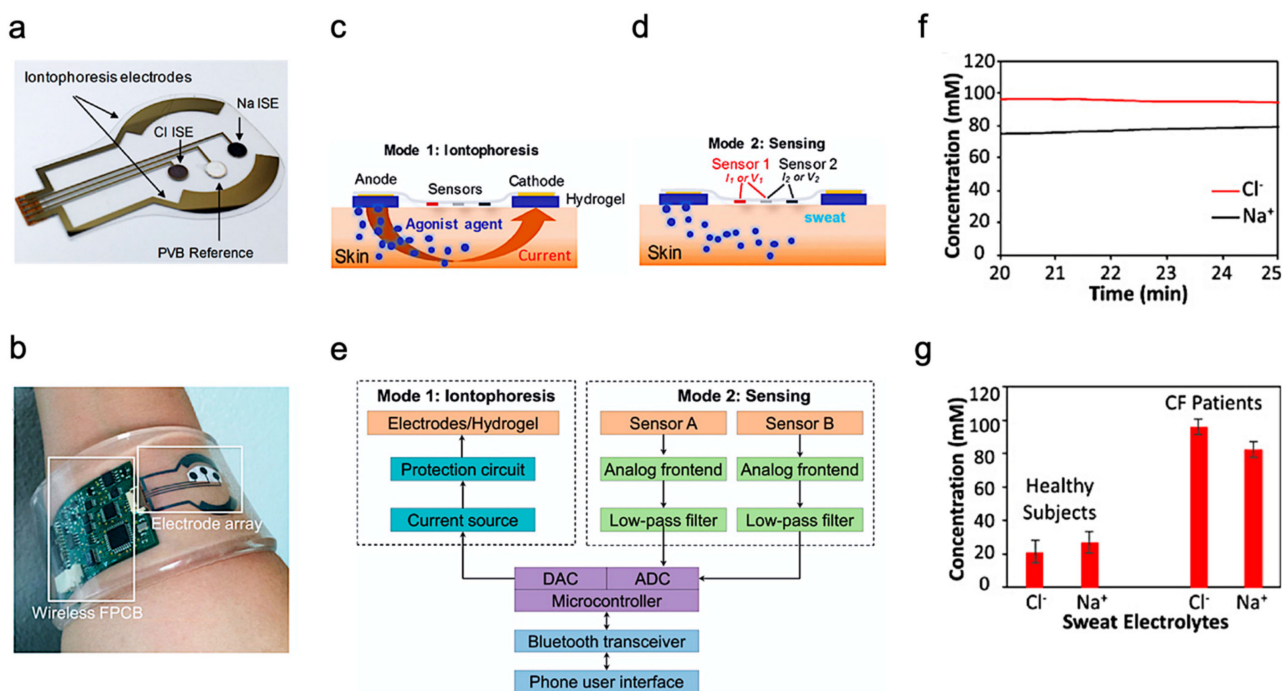 a
Iontophoresis electrodes
Na ISE
Cl ISE
PVB Reference
b
Electrode array
Wireless FPCB
c
Mode 1: Iontophoresis
Anode
Sensors
Cathode
Hydrogel
Agonist agent
Skin
Current
d
Mode 2: Sensing
Sensor 1
I₁ or V₁
Sensor 2
I₂ or V₂
sweat
Skin
e
Mode 1: Iontophoresis
Electrodes/Hydrogel
Protection circuit
Current source
Mode 2: Sensing
Sensor A
Sensor B
Analog frontend
Analog frontend
Low-pass filter
Low-pass filter
DAC
ADC
Microcontroller
Bluetooth transceiver
Phone user interface
f
Concentration (mM)
120
100
80
60
40
20
0
Cl⁻
Na⁺
20 21 22 23 24 25
Time (min)
g
Concentration (mM)
120
100
80
60
40
20
0
Healthy
Subjects
CF Patients
Cl⁻ Na⁺ Cl⁻ Na⁺
Sweat Electrolytes